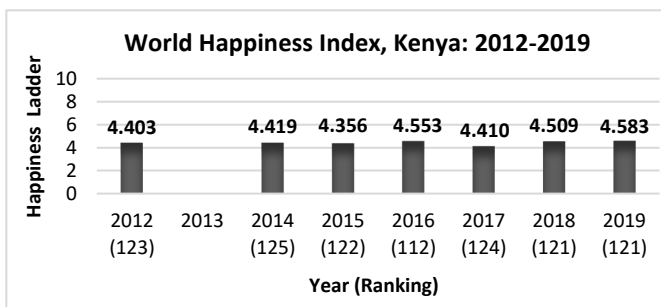 World Happiness Index, Kenya: 2012-2019
Happiness Ladder
10
8
6
4
2
0
4.403
4.419
4.356
4.553
4.410
4.509
4.583
2012 2013 2014 2015 2016 2017 2018 2019
(123) (125) (122) (112) (124) (121) (121)
Year (Ranking)